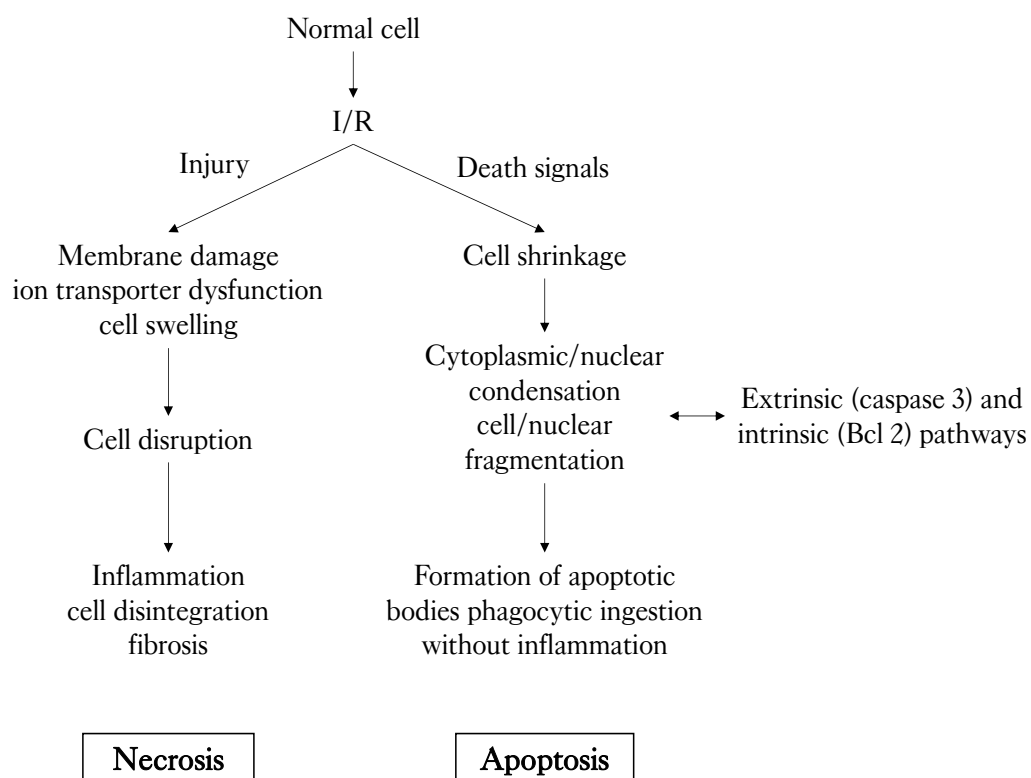 Normal cell
I/R
Injury
Death signals
Membrane damage
ion transporter dysfunction
cell swelling
Cell shrinkage
Cell disruption
Cytoplasmic/nuclear
condensation
cell/nuclear
fragmentation
Extrinsic (caspase 3) and
intrinsic (Bcl 2) pathways
Inflammation
cell disintegration
fibrosis
Formation of apoptotic
bodies phagocytic ingestion
without inflammation
Necrosis
Apoptosis